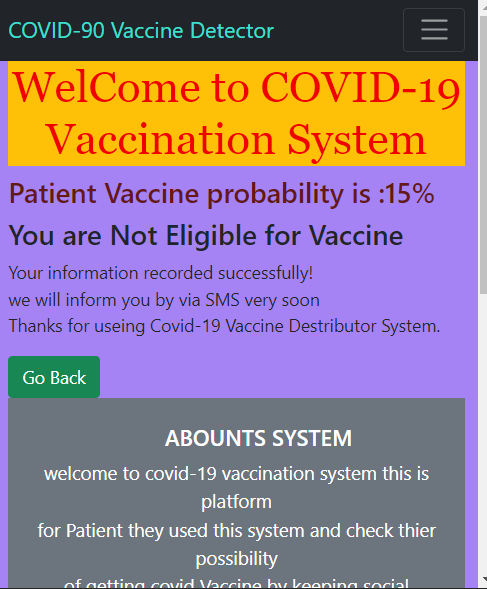 COVID-90 Vaccine Detector
WelCome to COVID-19
Vaccination System
Patient Vaccine probability is :15%
You are Not Eligible for Vaccine
Your information recorded successfully!
we will inform you by via SMS very soon
Thanks for useing Covid-19 Vaccine Destributor System.
Go Back
ABOUNTS SYSTEM
welcome to covid-19 vaccination system this is
platform
for Patient they used this system and check thier
possibility
of getting covid Vaccine by keeping social